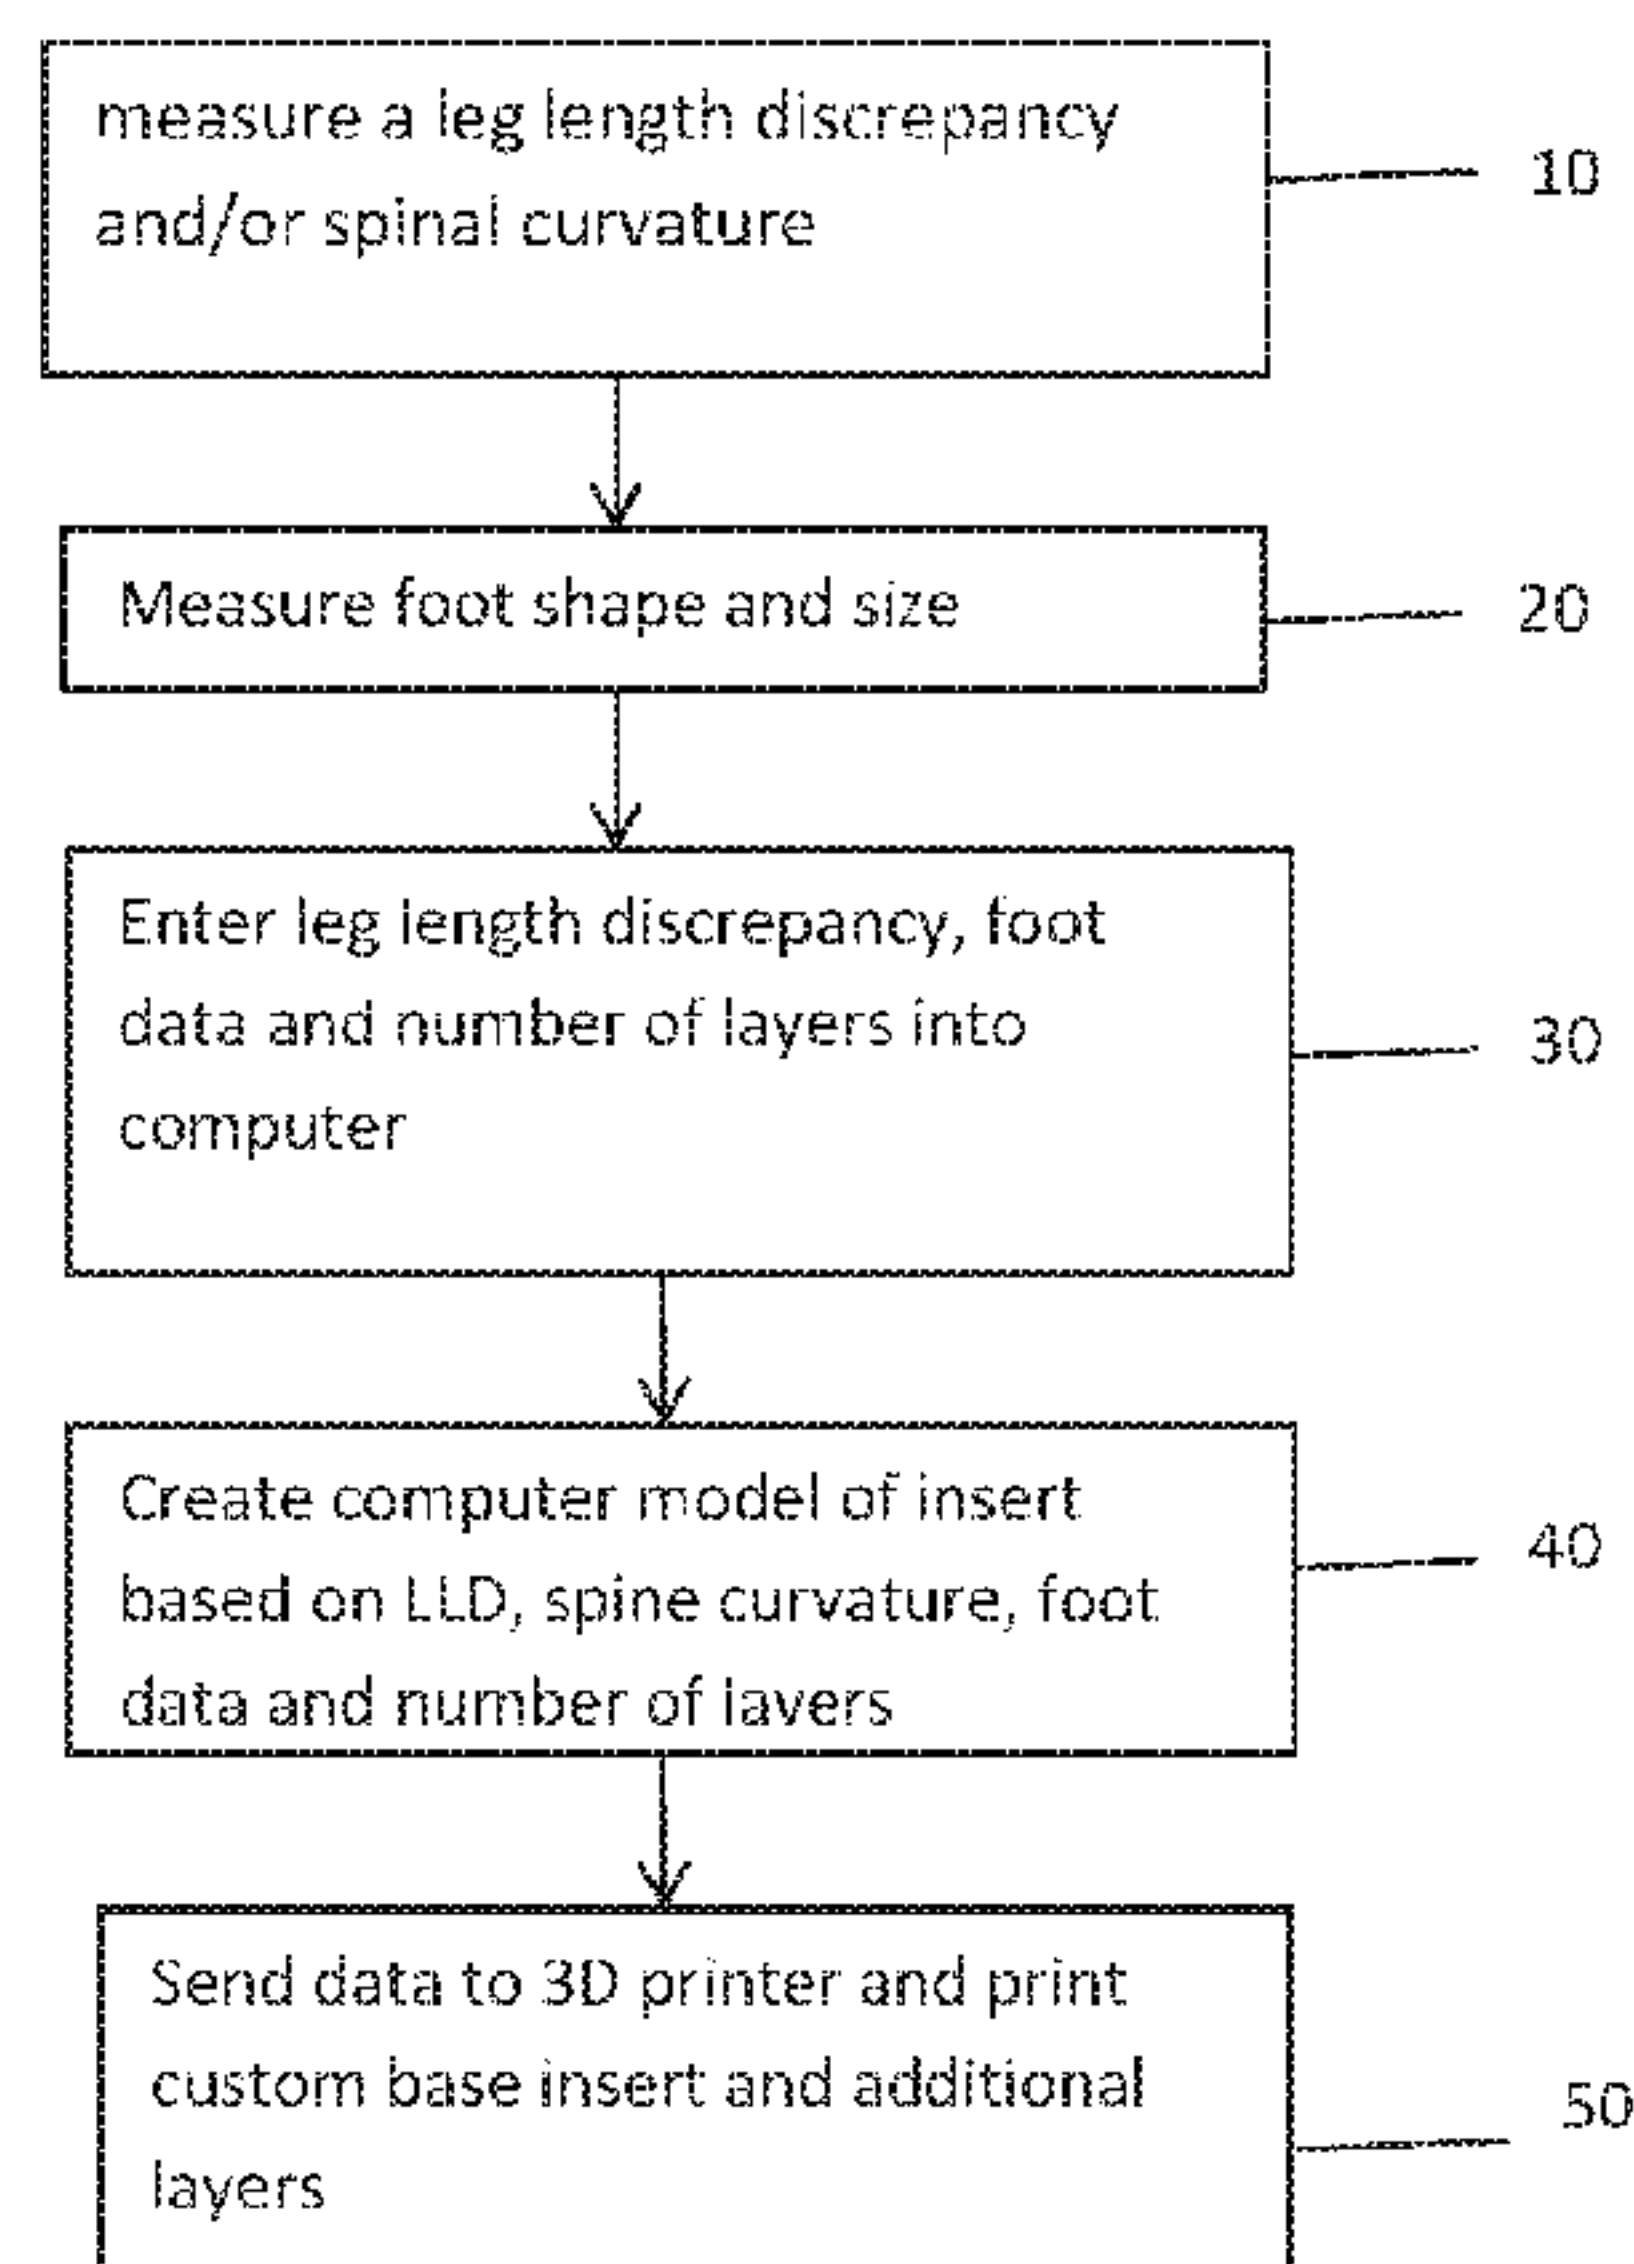 measure a leg length discrepancy
and/or spinal curvature
10
Measure foot shape and size
20
Enter leg length discrepancy, foot
data and number of layers into
computer
30
Create computer model of insert
based on LLD, spine curvature, foot
data and number of layers
40
Send data to 3D printer and print
custom base insert and additional
layers
50